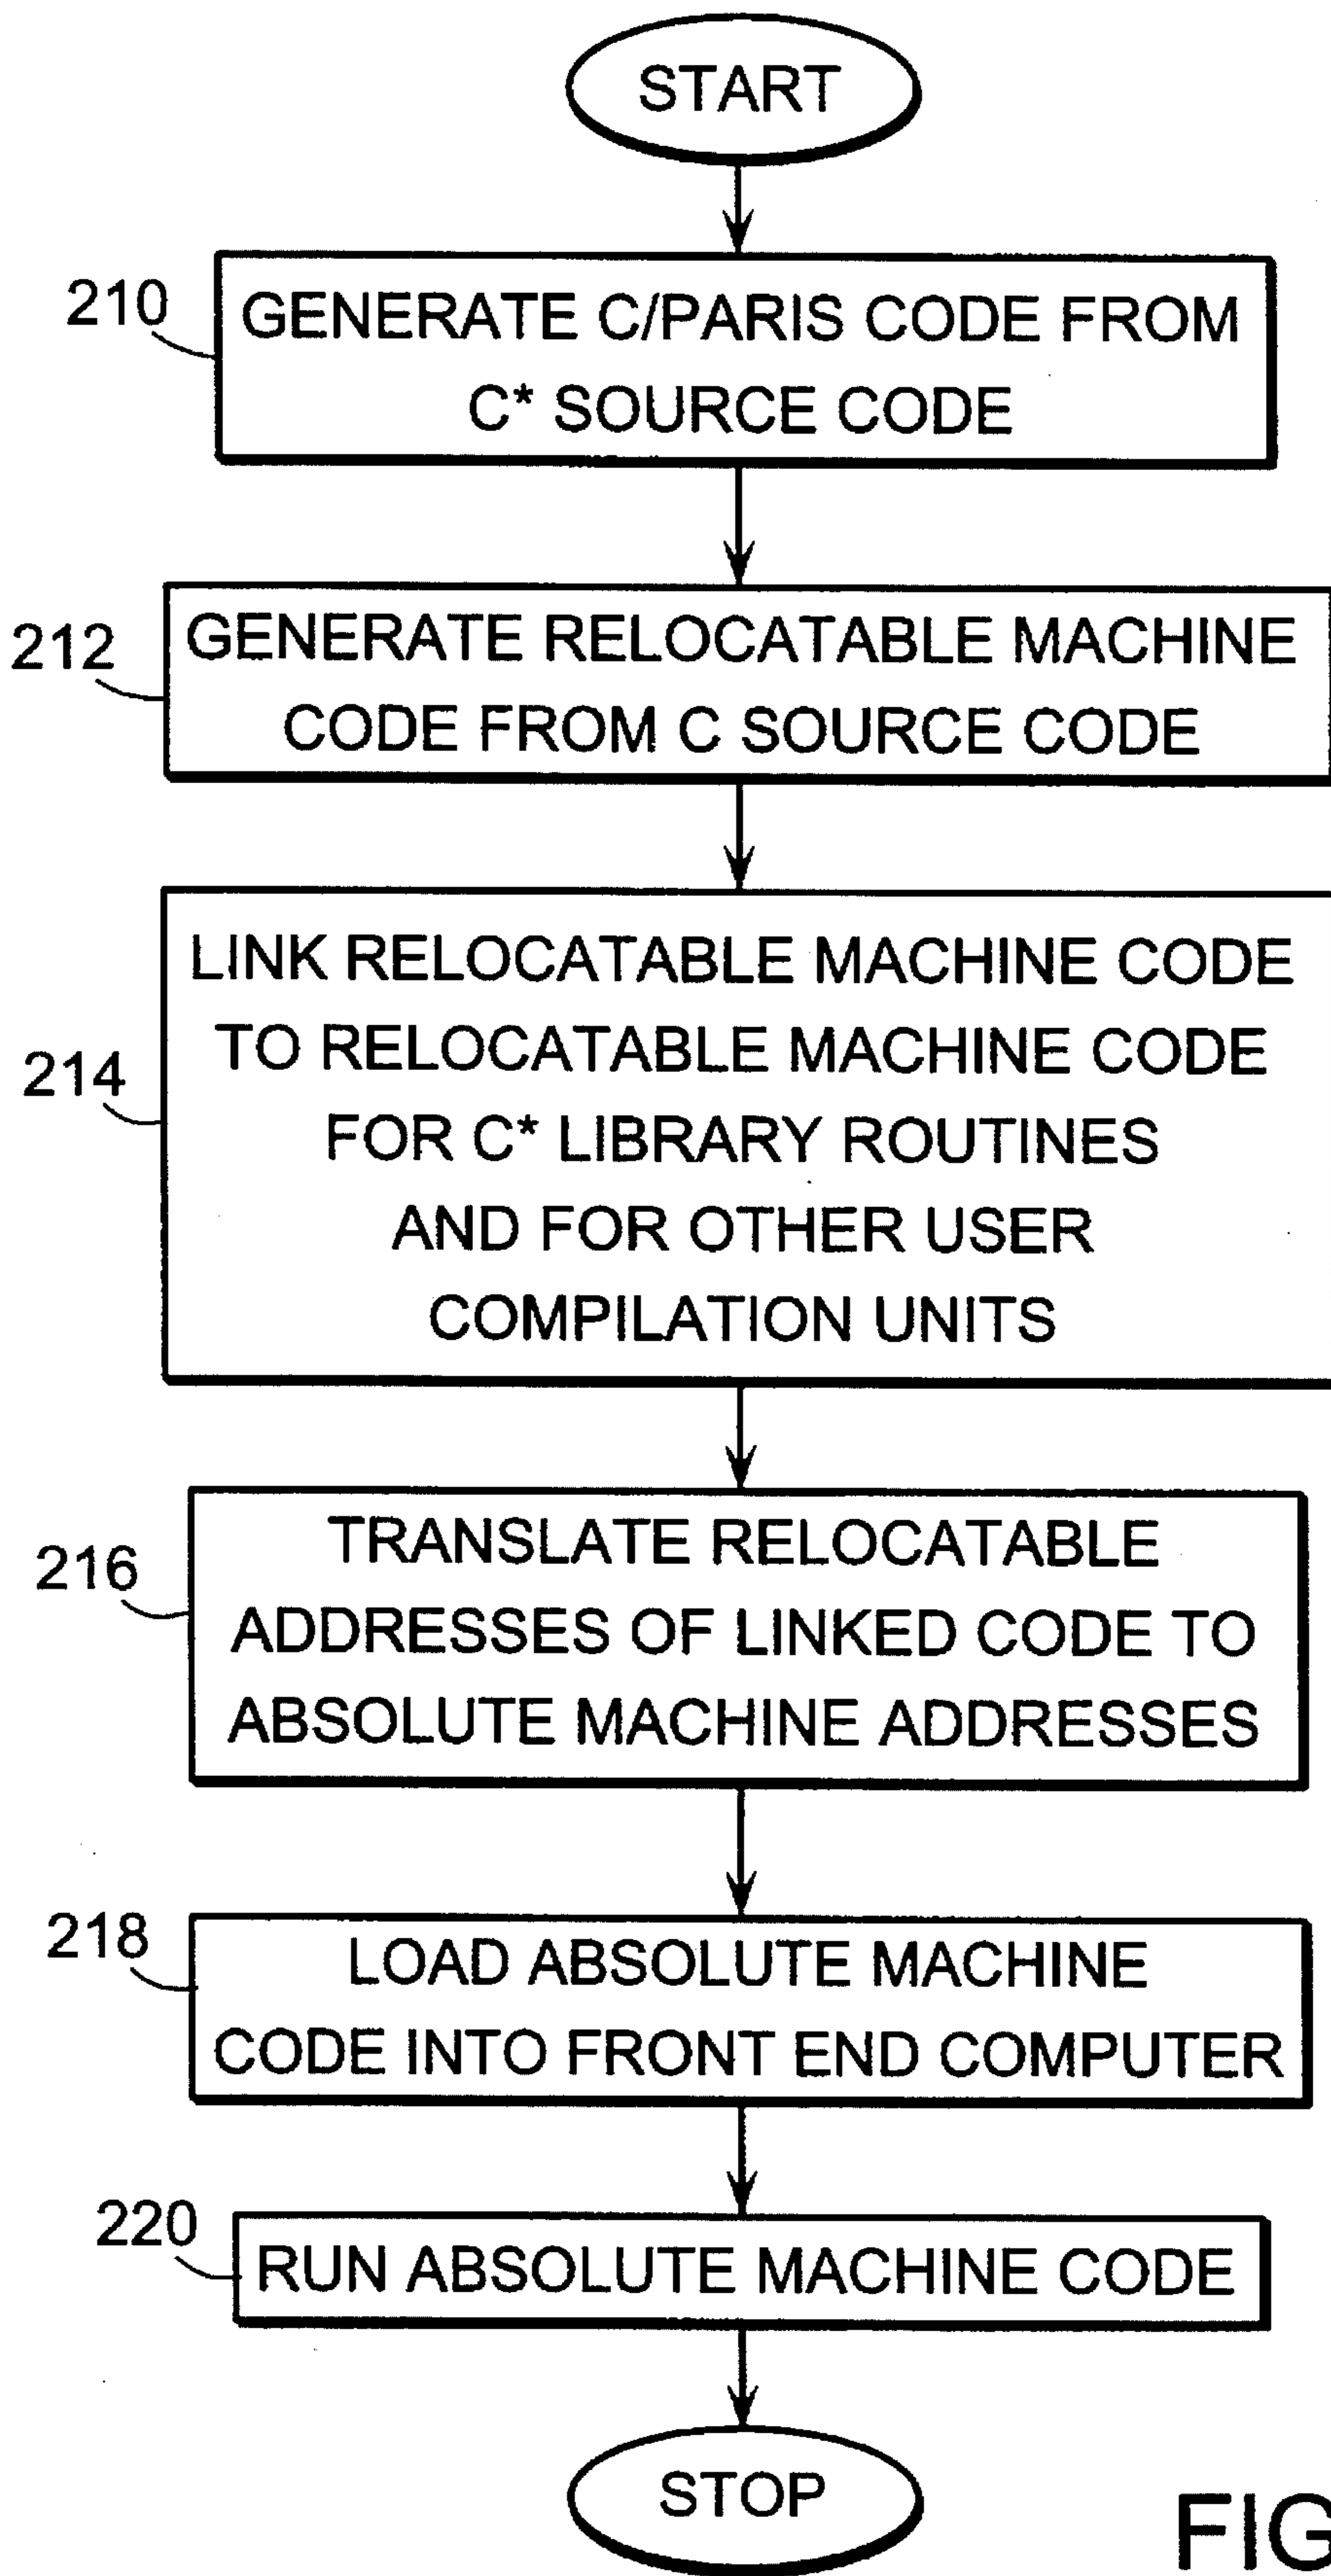 START
210
GENERATE C/PARIS CODE FROM
C* SOURCE CODE
212
GENERATE RELOCATABLE MACHINE
CODE FROM C SOURCE CODE
214
LINK RELOCATABLE MACHINE CODE
TO RELOCATABLE MACHINE CODE
FOR C* LIBRARY ROUTINES
AND FOR OTHER USER
COMPILATION UNITS
216
TRANSLATE RELOCATABLE
ADDRESSES OF LINKED CODE TO
ABSOLUTE MACHINE ADDRESSES
218
LOAD ABSOLUTE MACHINE
CODE INTO FRONT END COMPUTER
220
RUN ABSOLUTE MACHINE CODE
STOP
FIG